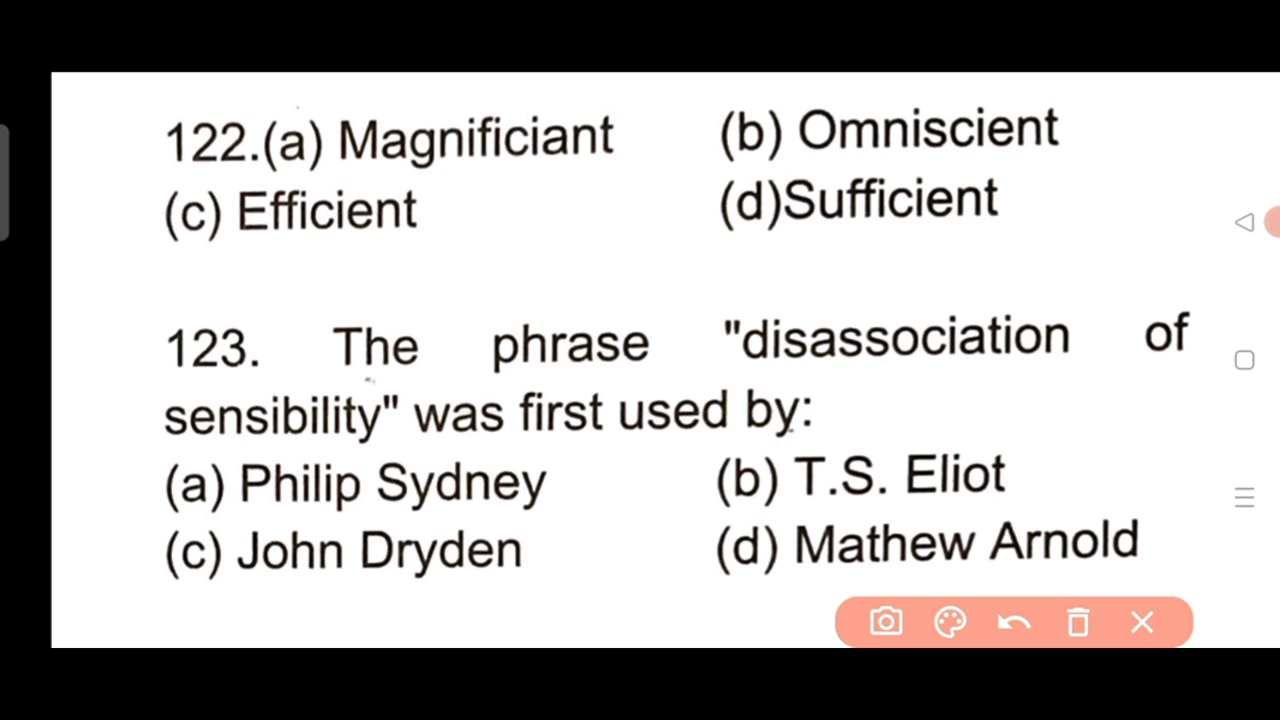 122.(a) Magnificiant (b) Omniscient
(c) Efficient (d)Sufficient
123. The phrase "disassociation of
sensibility" was first used by:
(a) Philip Sydney (b) T.S. Eliot
(c) John Dryden (d) Mathew Arnold